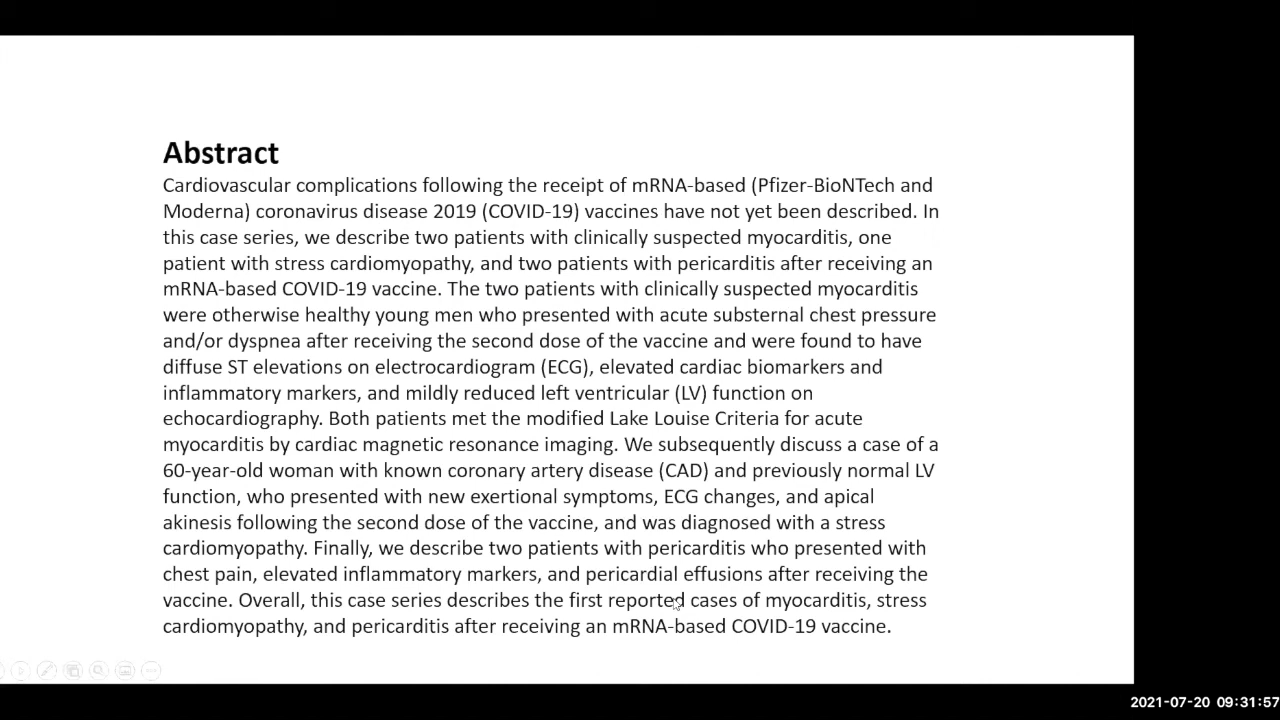 Abstract
Cardiovascular complications following the receipt of mRNA-based (Pfizer-BioNTech and
Moderna) coronavirus disease 2019 (COVID-19) vaccines have not yet been described. In
this case series, we describe two patients with clinically suspected myocarditis, one
patient with stress cardiomyopathy, and two patients with pericarditis after receiving an
mRNA-based COVID-19 vaccine. The two patients with clinically suspected myocarditis
were otherwise healthy young men who presented with acute substernal chest pressure
and/or dyspnea after receiving the second dose of the vaccine and were found to have
diffuse ST elevations on electrocardiogram (ECG), elevated cardiac biomarkers and
inflammatory markers, and mildly reduced left ventricular (LV) function on
echocardiography. Both patients met the modified Lake Louise Criteria for acute
myocarditis by cardiac magnetic resonance imaging. We subsequently discuss a case of a
60-year-old woman with known coronary artery disease (CAD) and previously normal LV
function, who presented with new exertional symptoms, ECG changes, and apical
akinesis following the second dose of the vaccine, and was diagnosed with a stress
cardiomyopathy. Finally, we describe two patients with pericarditis who presented with
chest pain, elevated inflammatory markers, and pericardial effusions after receiving the
vaccine. Overall, this case series describes the first reported cases of myocarditis, stress
cardiomyopathy, and pericarditis after receiving an mRNA-based COVID-19 vaccine.
2021-07-20 09:31:57